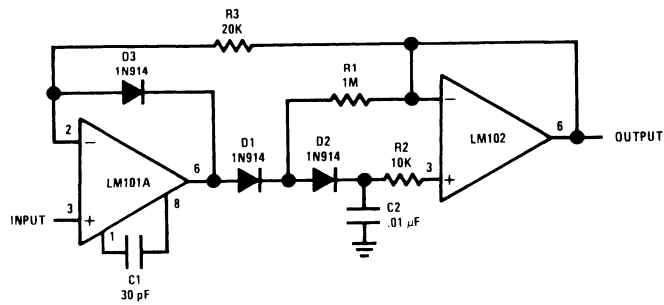 R3
20K
D3
1N914
R1
1M
2
−
LM101A
3
+
INPUT
6
8
1
C1
30 pF
D1
1N914
D2
1N914
R2
10K
3
C2
.01 μF
−
LM102
+
6
OUTPUT